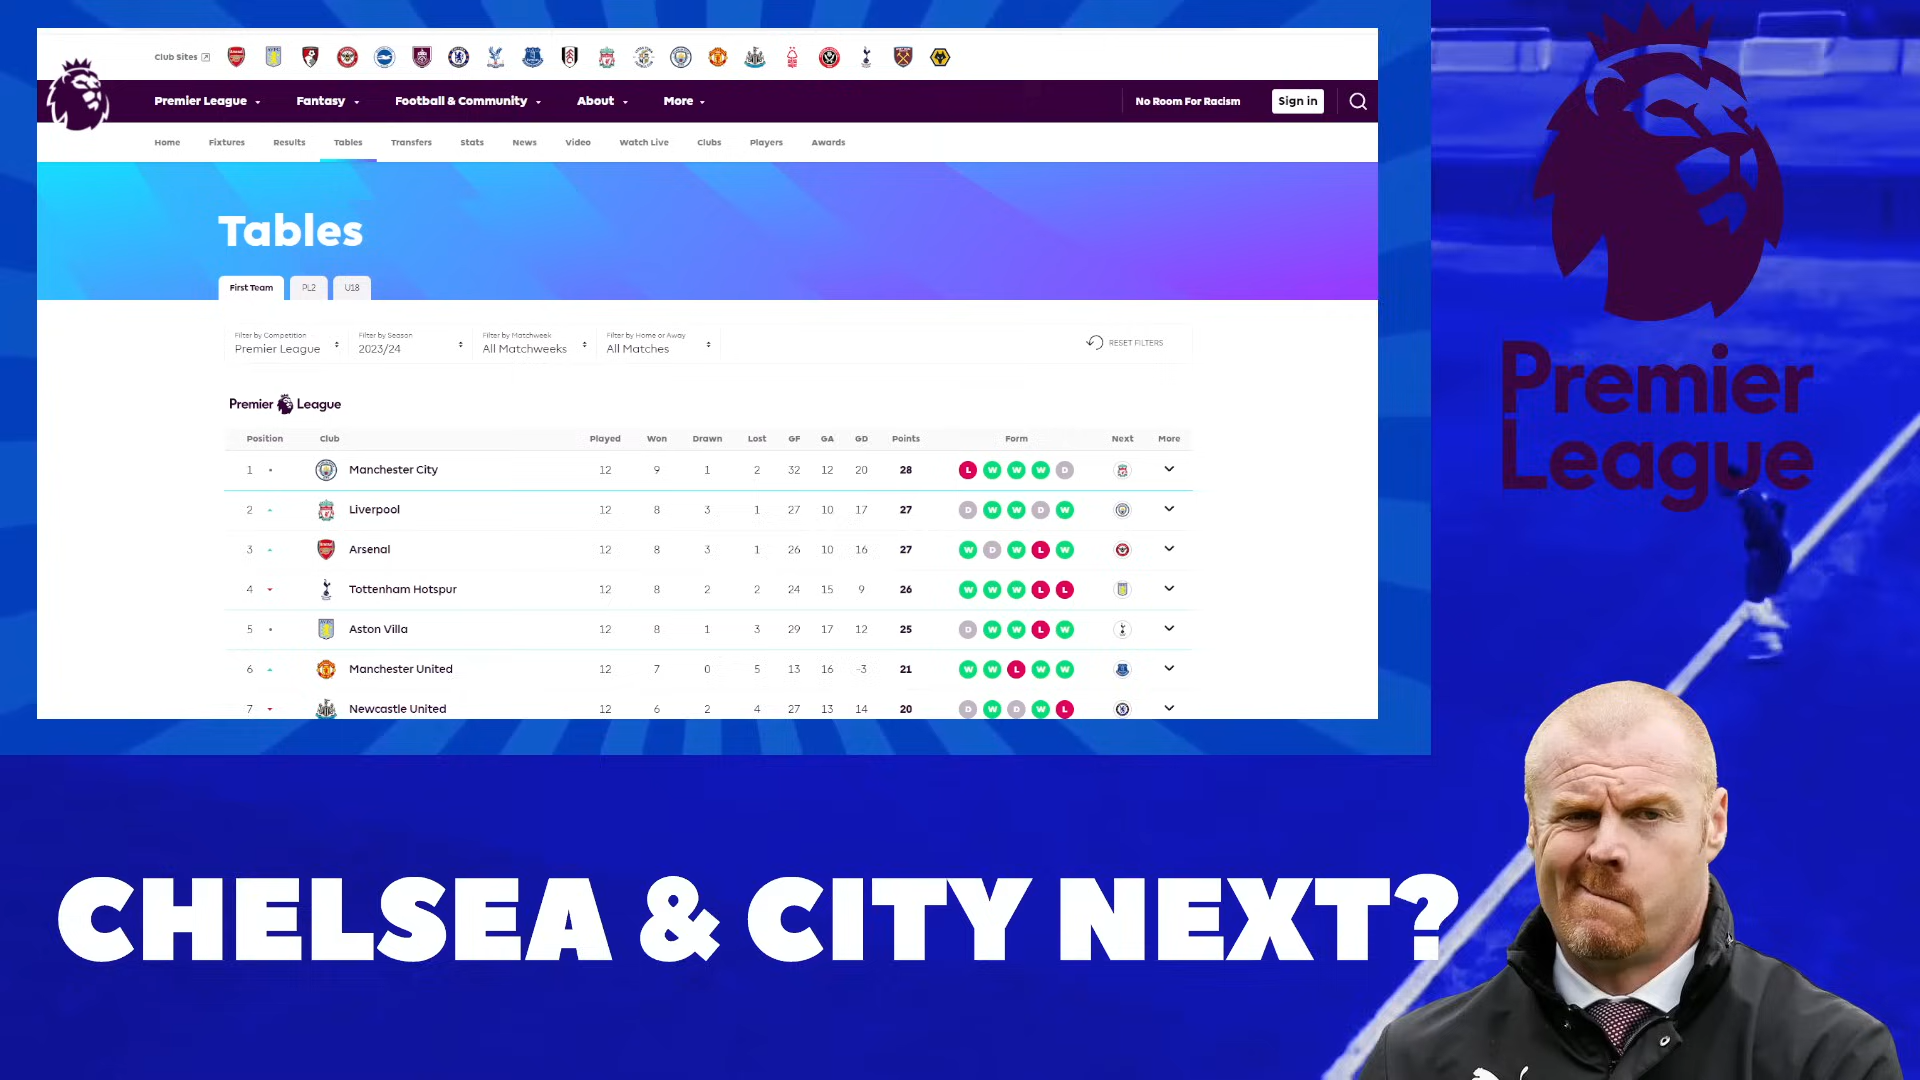 Club Sites
Premier League Fantasy Football & Community About More No Room For Racism Sign in
Home Fixtures Results Tables Transfers Stats News Video Watch Live Clubs Players Awards
Tables
First Team PL2 U18
Filter by Competition Filter by Season Filter by Matchweek Filter by Home or Away
Premier League 2023/24 All Matchweeks All Matches RESET FILTERS
Premier League
Position Club Played Won Drawn Lost GF GA GD Points Form Next More
1 Manchester City 12 9 1 2 32 12 20 28 L W W W D
2 Liverpool 12 8 3 1 27 10 17 27 D W W D W
3 Arsenal 12 8 3 1 26 10 16 27 W D W L W
4 Tottenham Hotspur 12 8 2 2 24 15 9 26 W W W L L
5 Aston Villa 12 8 1 3 29 17 12 25 D W W L W
6 Manchester United 12 7 0 5 13 16 -3 21 W W L W W
7 Newcastle United 12 6 2 4 27 13 14 20 D W D W L
Premier
League
CHELSEA & CITY NEXT?